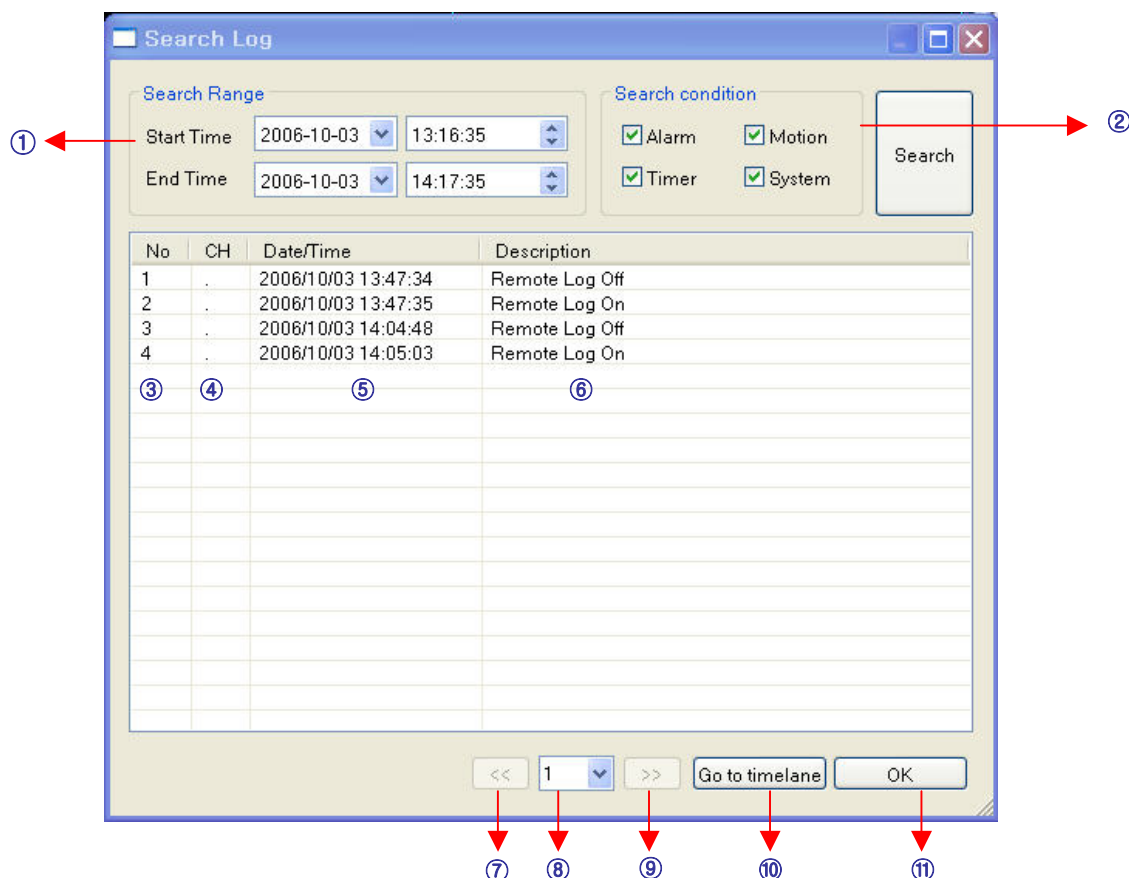 Search Log
Search Range
Search condition
① Start Time 2006-10-03 13:16:35
Alarm Motion ②
Search
End Time 2006-10-03 14:17:35
Timer System
No CH Date/Time Description
1 . 2006/10/03 13:47:34 Remote Log Off
2 . 2006/10/03 13:47:35 Remote Log On
3 . 2006/10/03 14:04:48 Remote Log Off
4 . 2006/10/03 14:05:03 Remote Log On
③ ④ ⑤ ⑥
<< 1 >> Go to timelane OK
⑦ ⑧ ⑨ ⑩ ⑪